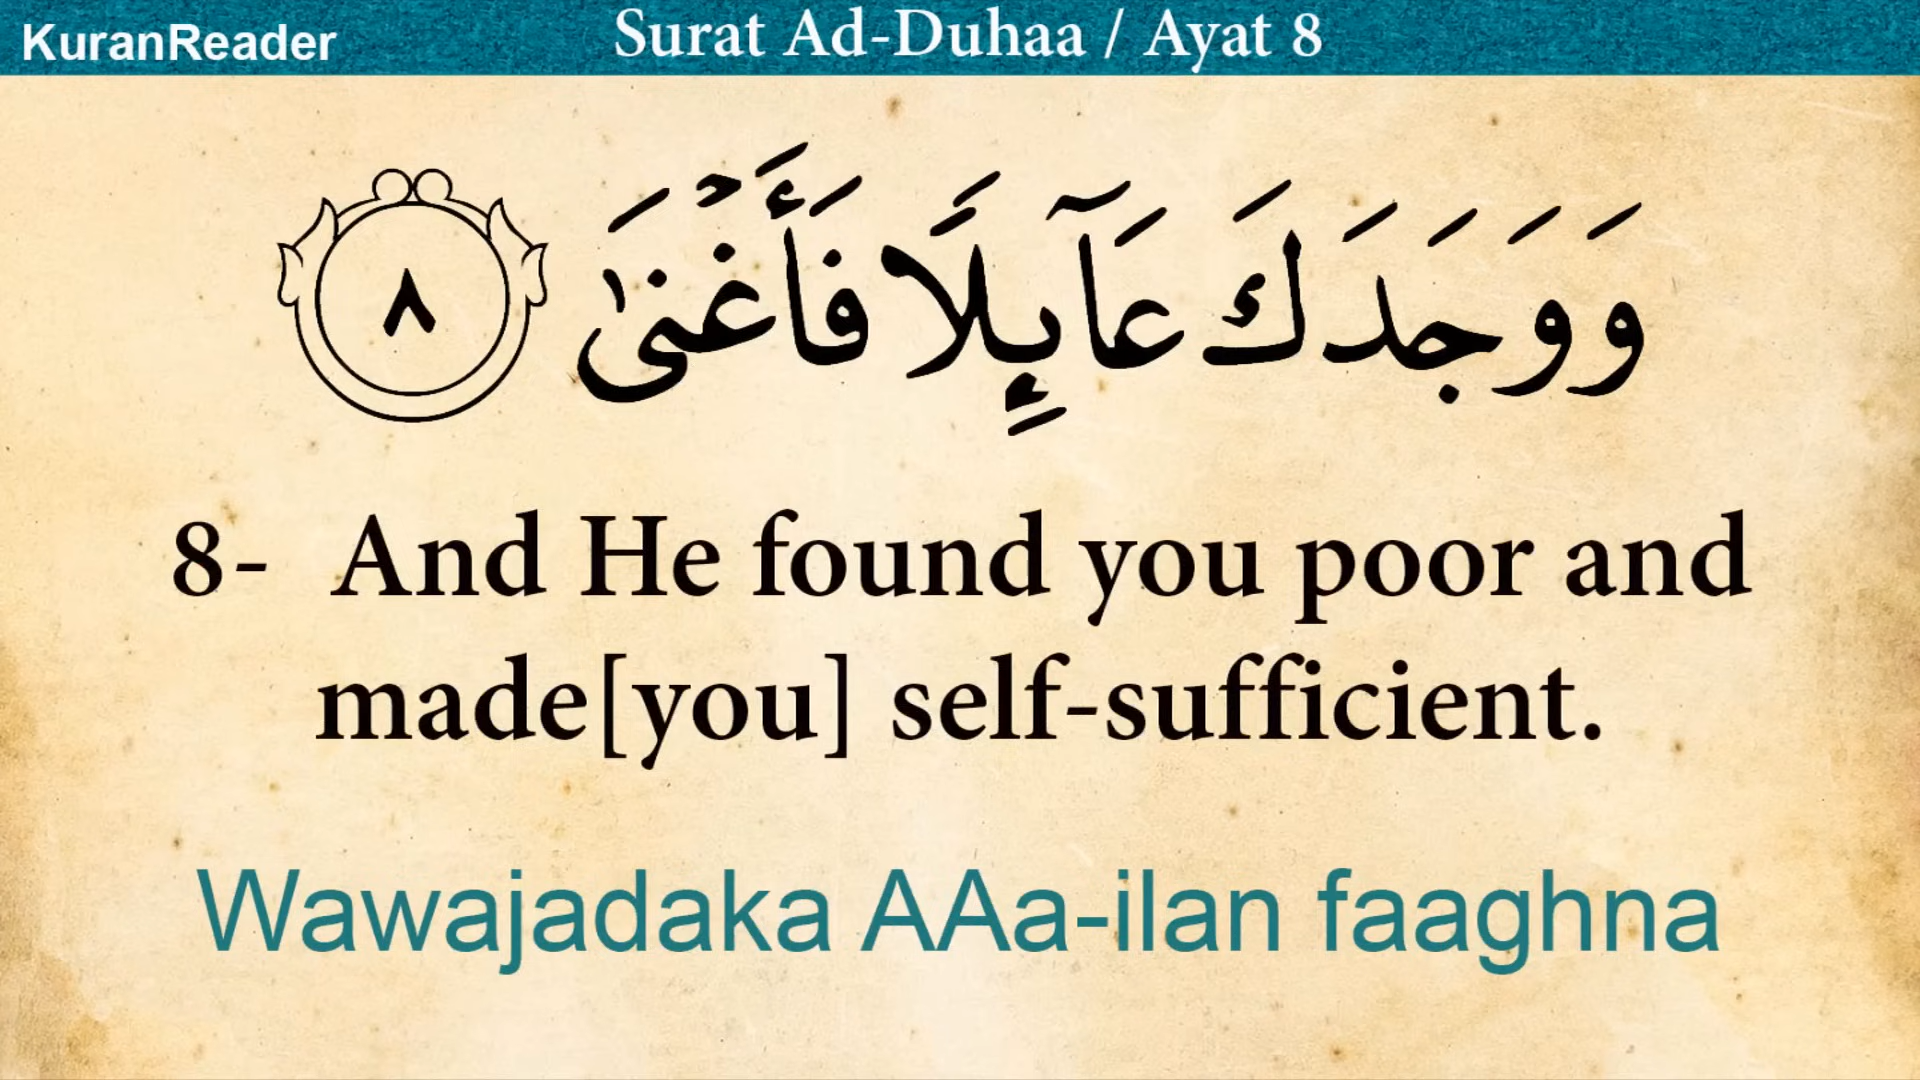 KuranReader
Surat Ad-Duhaa / Ayat 8
وَوَجَدَكَ عَآئِلًا فَأَغْنَىٰ ٨
8- And He found you poor and
made[you] self-sufficient.
Wawajadaka AAa-ilan faaghna